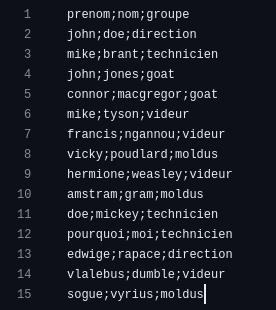 1 prenom;nom;groupe
2 john;doe;direction
3 mike;brant;technicien
4 john;jones;goat
5 connor;macgregor;goat
6 mike;tyson;videur
7 francis;ngannou;videur
8 vicky;poudlard;moldus
9 hermione;weasley;videur
10 amstram;gram;moldus
11 doe;mickey;technicien
12 pourquoi;moi;technicien
13 edwige;rapace;direction
14 vlalebus;dumble;videur
15 sogue;vyrius;moldus